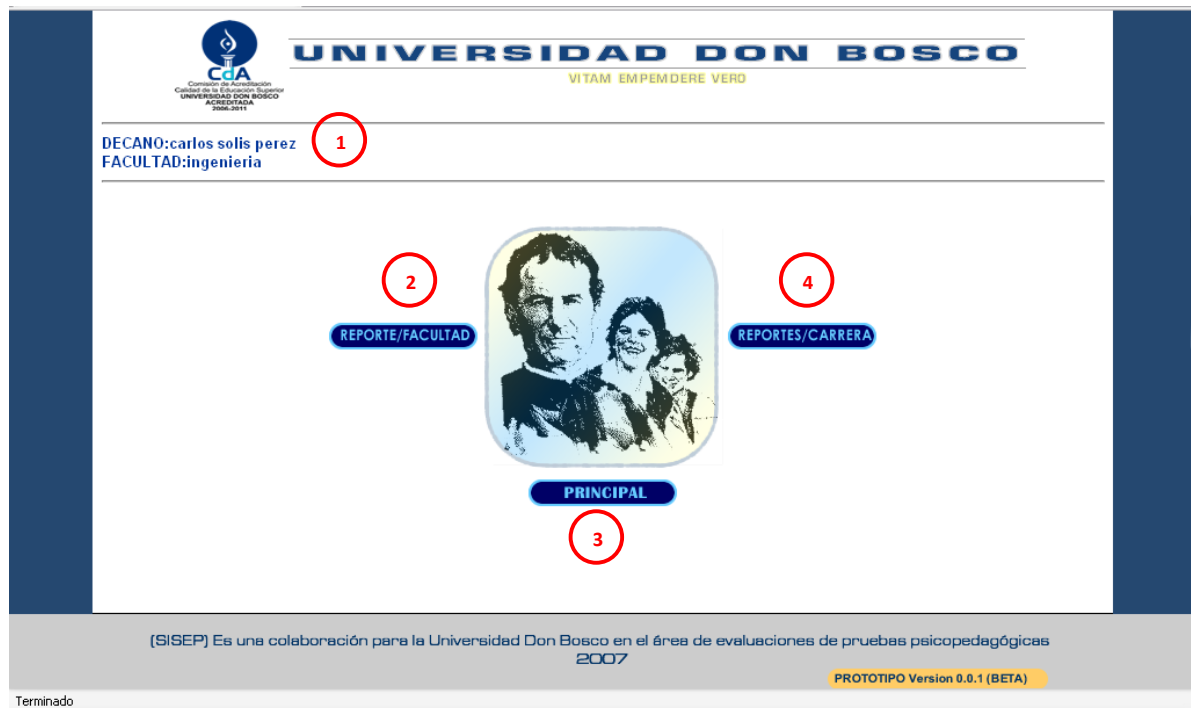 CdA
Comisión de Acreditación
Calidad de la Educación Superior
UNIVERSIDAD DON BOSCO
ACREDITADA
2006-2011
UNIVERSIDAD DON BOSCO
VITAM EMPEMDERE VERO
DECANO:carlos solis perez
1
FACULTAD:ingenieria
2
4
REPORTE/FACULTAD
REPORTES/CARRERA
PRINCIPAL
3
(SISEP) Es una colaboración para la Universidad Don Bosco en el área de evaluaciones de pruebas psicopedagógicas
2007
PROTOTIPO Version 0.0.1 (BETA)
Terminado